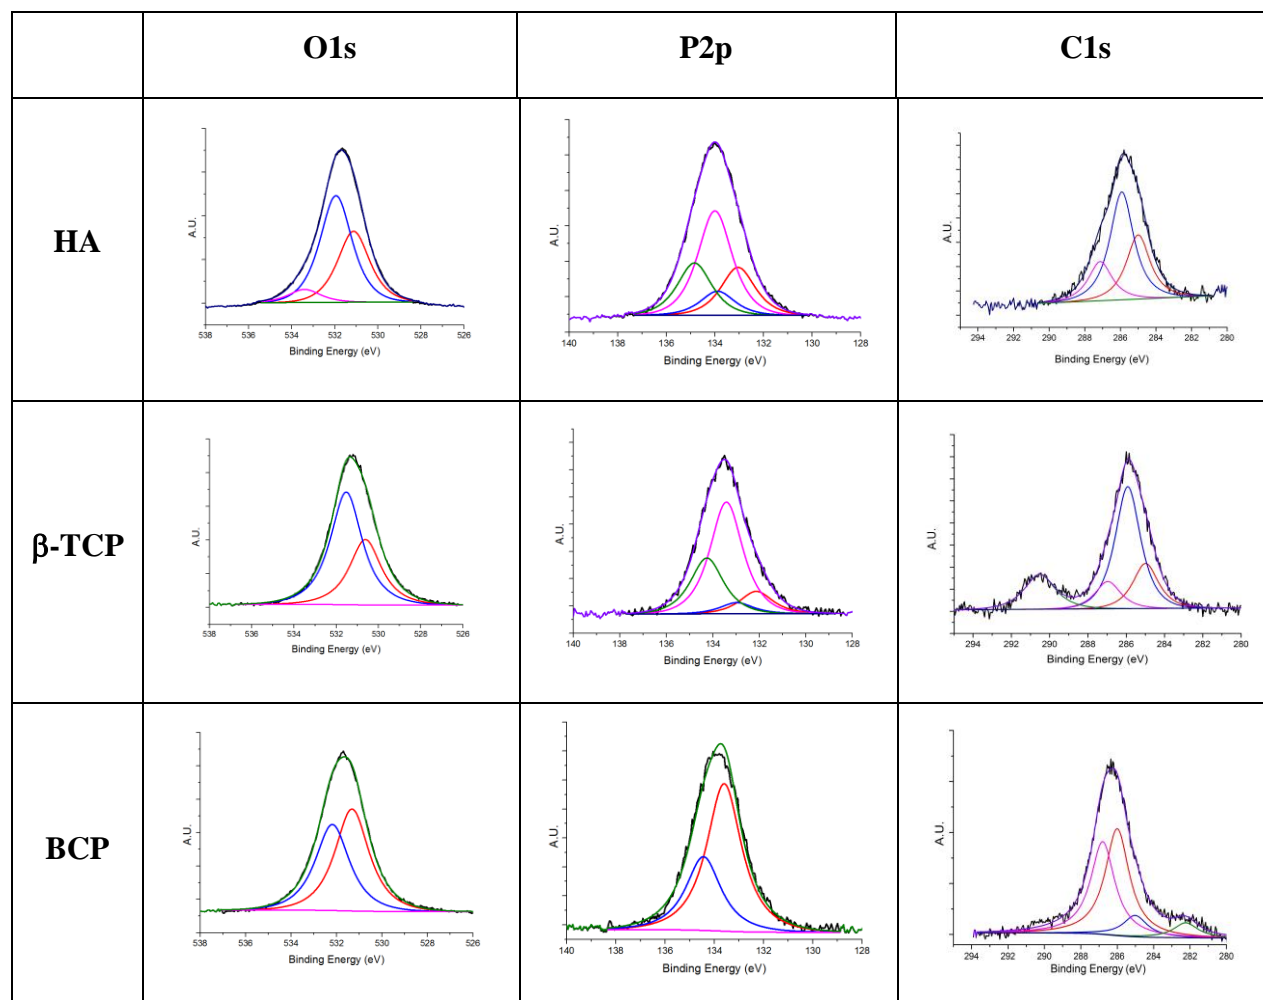 O1s P2p C1s
HA
A.U.
538 536 534 532 530 528 526
Binding Energy (eV)
A.U.
140 138 136 134 132 130 128
Binding Energy (eV)
A.U.
294 292 290 288 286 284 282 280
Binding Energy (eV)
β-TCP
A.U.
538 536 534 532 530 528 526
Binding Energy (eV)
A.U.
140 138 136 134 132 130 128
Binding Energy (eV)
A.U.
294 292 290 288 286 284 282 280
Binding Energy (eV)
BCP
A.U.
538 536 534 532 530 528 526
Binding Energy (eV)
A.U.
140 138 136 134 132 130 128
Binding Energy (eV)
A.U.
294 292 290 288 286 284 282 280
Binding Energy (eV)